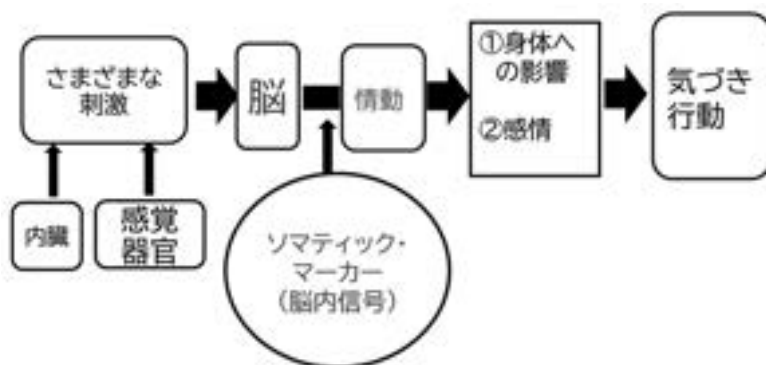 さまざまな
刺激
脳
情動
①身体へ
の影響
②感情
気づき
行動
内臓
感覚
器官
ソマティック・
マーカー
（脳内信号）